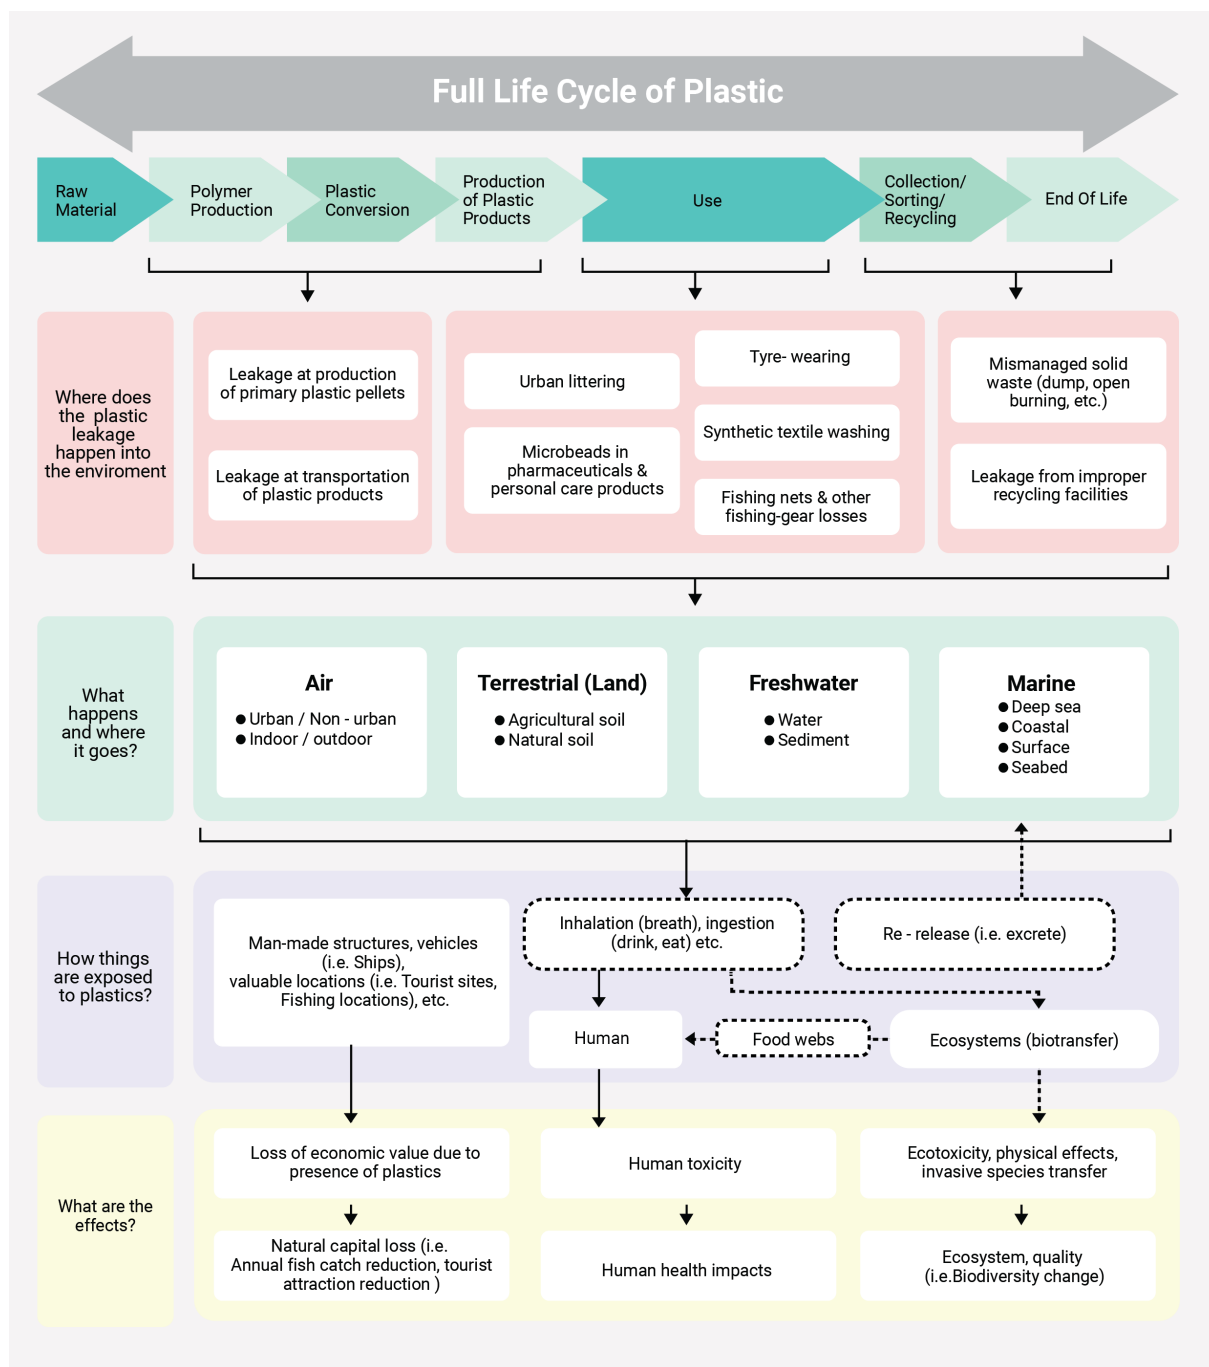 Full Life Cycle of Plastic
Raw
Material
Polymer
Production
Plastic
Conversion
Production
of Plastic
Products
Use
Collection/
Sorting/
Recycling
End Of Life
Where does
the plastic
leakage
happen into
the enviroment
Leakage at production
of primary plastic pellets
Leakage at transportation
of plastic products
Urban littering
Microbeads in
pharmaceuticals &
personal care products
Tyre- wearing
Synthetic textile washing
Fishing nets & other
fishing-gear losses
Mismanaged solid
waste (dump, open
burning, etc.)
Leakage from improper
recycling facilities
What
happens
and where
it goes?
Air
● Urban / Non - urban
● Indoor / outdoor
Terrestrial (Land)
● Agricultural soil
● Natural soil
Freshwater
● Water
● Sediment
Marine
● Deep sea
● Coastal
● Surface
● Seabed
How things
are exposed
to plastics?
Man-made structures, vehicles
(i.e. Ships),
valuable locations (i.e. Tourist sites,
Fishing locations), etc.
Inhalation (breath), ingestion
(drink, eat) etc.
Re - release (i.e. excrete)
Human
Food webs
Ecosystems (biotransfer)
What are the
effects?
Loss of economic value due to
presence of plastics
Human toxicity
Ecotoxicity, physical effects,
invasive species transfer
Natural capital loss (i.e.
Annual fish catch reduction, tourist
attraction reduction )
Human health impacts
Ecosystem, quality
(i.e.Biodiversity change)